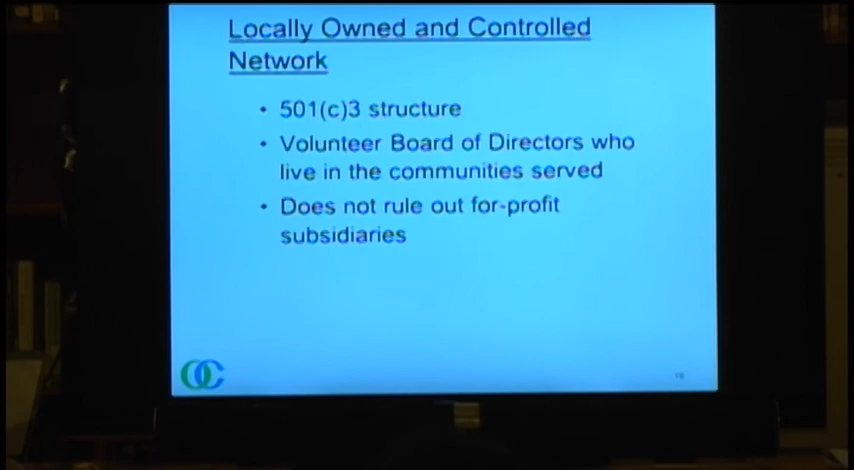 Locally Owned and Controlled
Network
• 501(c)3 structure
• Volunteer Board of Directors who
live in the communities served
• Does not rule out for-profit
subsidiaries
OC